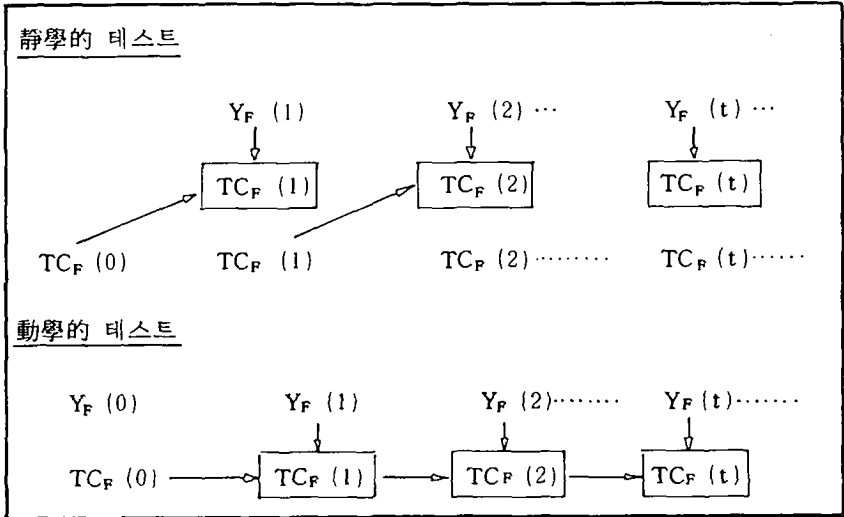 靜學的 테스트
Y_F (1) Y_F (2) ··· Y_F (t) ···
TC_F (1) TC_F (2) TC_F (t)
TC_F (0) TC_F (1) TC_F (2) ········· TC_F (t) ······
動學的 테스트
Y_F (0) Y_F (1) Y_F (2) ········ Y_F (t) ·······
TC_F (0) TC_F (1) TC_F (2) TC_F (t)